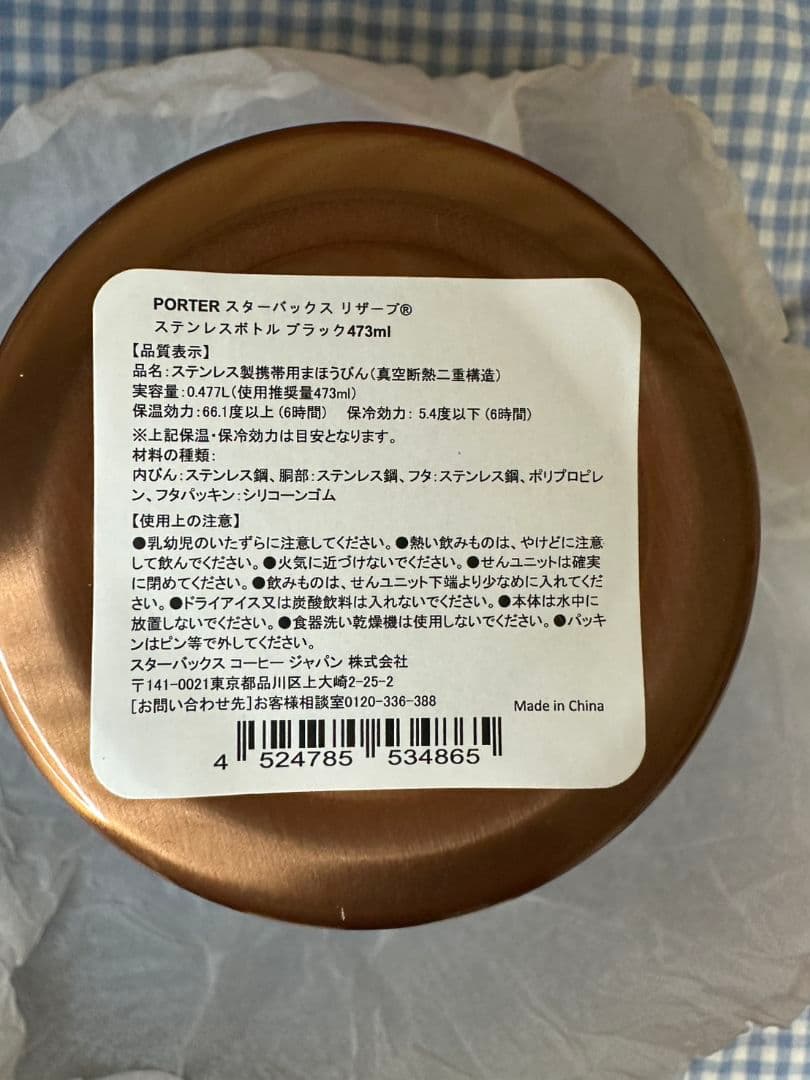 PORTER スターバックス リザーブ®
ステンレスボトル ブラック473ml
【品質表示】
品名：ステンレス製携帯用まほうびん（真空断熱二重構造）
実容量：0.477L（使用推奨量473ml）
保温効力：66.1度以上（6時間） 保冷効力： 5.4度以下（6時間）
※上記保温・保冷効力は目安となります。
材料の種類：
内びん：ステンレス鋼、胴部：ステンレス鋼、フタ：ステンレス鋼、ポリプロピレ
ン、フタパッキン：シリコーンゴム
【使用上の注意】
●乳幼児のいたずらに注意してください。●熱い飲みものは、やけどに注意
して飲んでください。●火気に近づけないでください。●せんユニットは確実
に閉めてください。●飲みものは、せんユニット下端より少なめに入れてくだ
さい。●ドライアイス又は炭酸飲料は入れないでください。●本体は水中に
放置しないでください。●食器洗い乾燥機は使用しないでください。●パッキ
ンはピン等で外してください。
スターバックス コーヒー ジャパン 株式会社
〒141-0021東京都品川区上大崎2-25-2
［お問い合わせ先］お客様相談室0120-336-388
Made in China
4 524785 534865